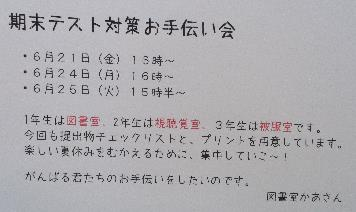 期末テスト対策お手伝い会
・6月21日（金）13時～
・6月24日（月）16時～
・6月25日（火）15時半～
1年生は図書室、2年生は視聴覚室、3年生は被服室です。
今回も提出物チェックリストと、プリントを用意しています。
楽しい夏休みをむかえるために、集中していこ～！
がんばる君たちのお手伝いをしたいのです。
図書室かあさん